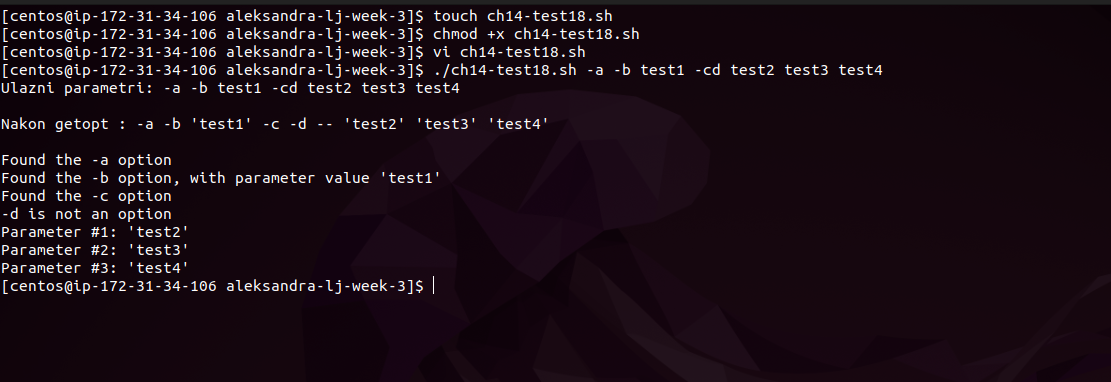 [centos@ip-172-31-34-106 aleksandra-lj-week-3]$ touch ch14-test18.sh
[centos@ip-172-31-34-106 aleksandra-lj-week-3]$ chmod +x ch14-test18.sh
[centos@ip-172-31-34-106 aleksandra-lj-week-3]$ vi ch14-test18.sh
[centos@ip-172-31-34-106 aleksandra-lj-week-3]$ ./ch14-test18.sh -a -b test1 -cd test2 test3 test4
Ulazni parametri: -a -b test1 -cd test2 test3 test4
Nakon getopt : -a -b 'test1' -c -d -- 'test2' 'test3' 'test4'
Found the -a option
Found the -b option, with parameter value 'test1'
Found the -c option
-d is not an option
Parameter #1: 'test2'
Parameter #2: 'test3'
Parameter #3: 'test4'
[centos@ip-172-31-34-106 aleksandra-lj-week-3]$